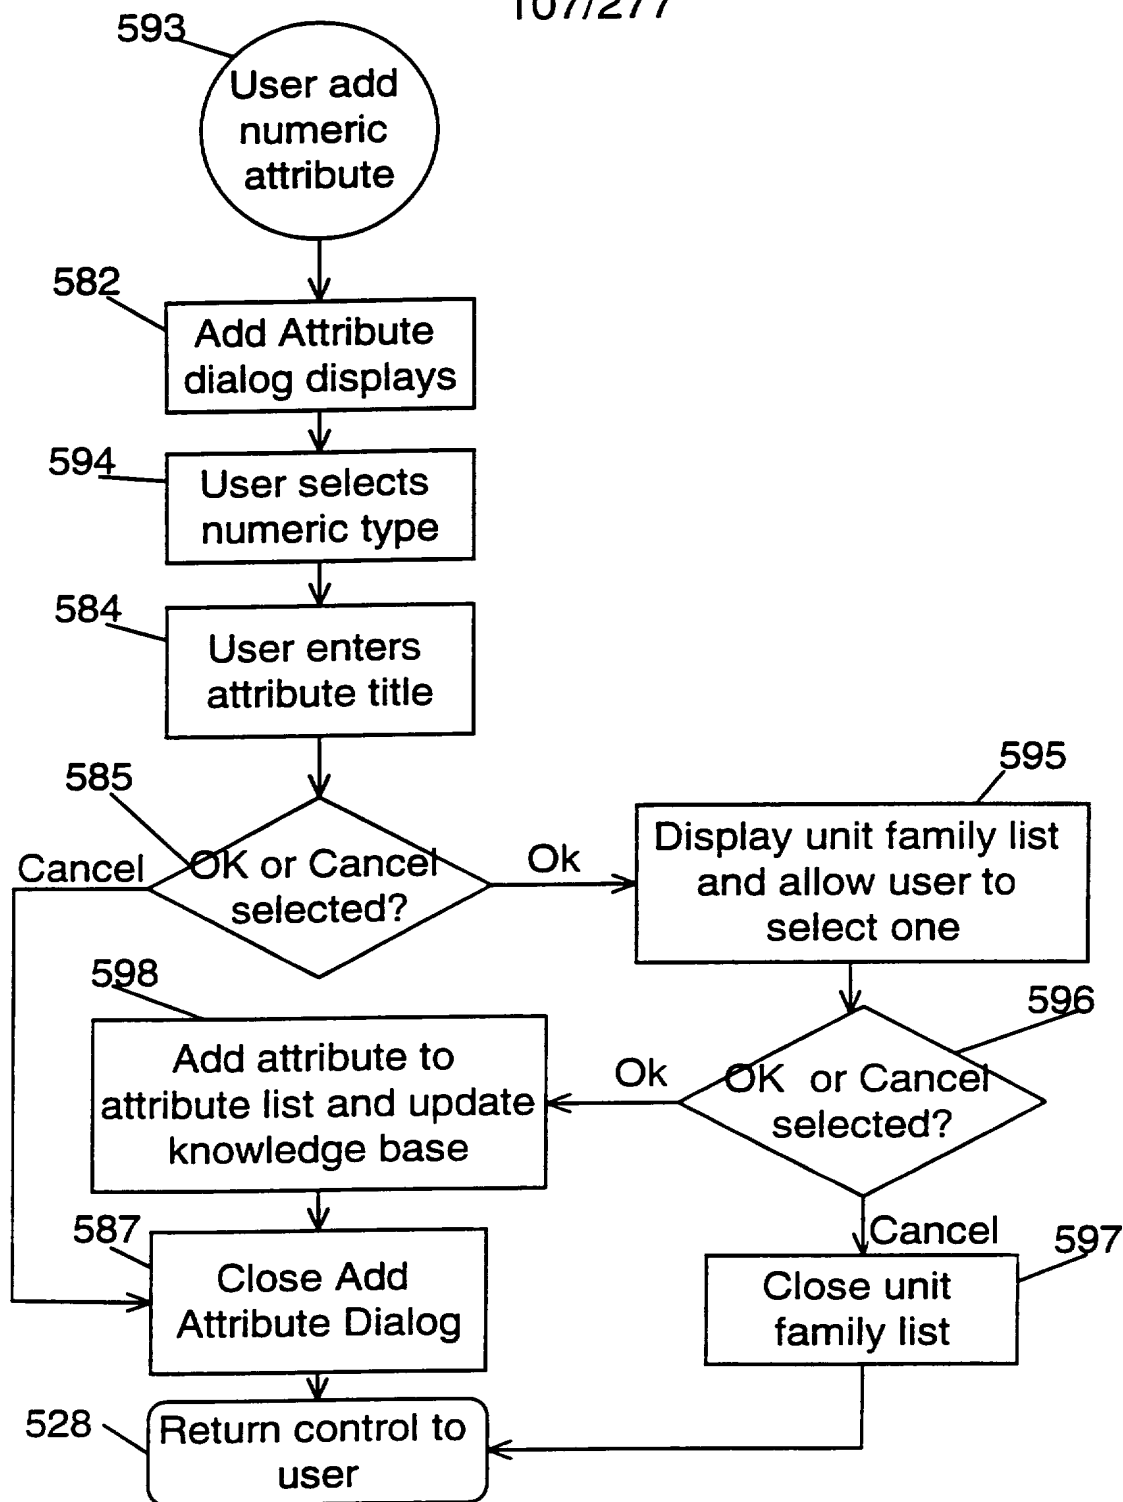 107/277
593
User add
numeric
attribute
582
Add Attribute
dialog displays
594
User selects
numeric type
584
User enters
attribute title
585
OK or Cancel
selected?
Cancel
Ok
595
Display unit family list
and allow user to
select one
596
OK or Cancel
selected?
Ok
Cancel
598
Add attribute to
attribute list and update
knowledge base
597
Close unit
family list
587
Close Add
Attribute Dialog
528
Return control to
user